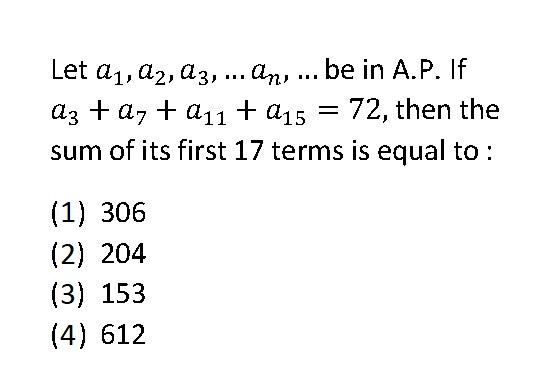 Let a₁, a₂, a₃, ... aₙ, ... be in A.P. If
a₃ + a₇ + a₁₁ + a₁₅ = 72, then the
sum of its first 17 terms is equal to :
(1) 306
(2) 204
(3) 153
(4) 612